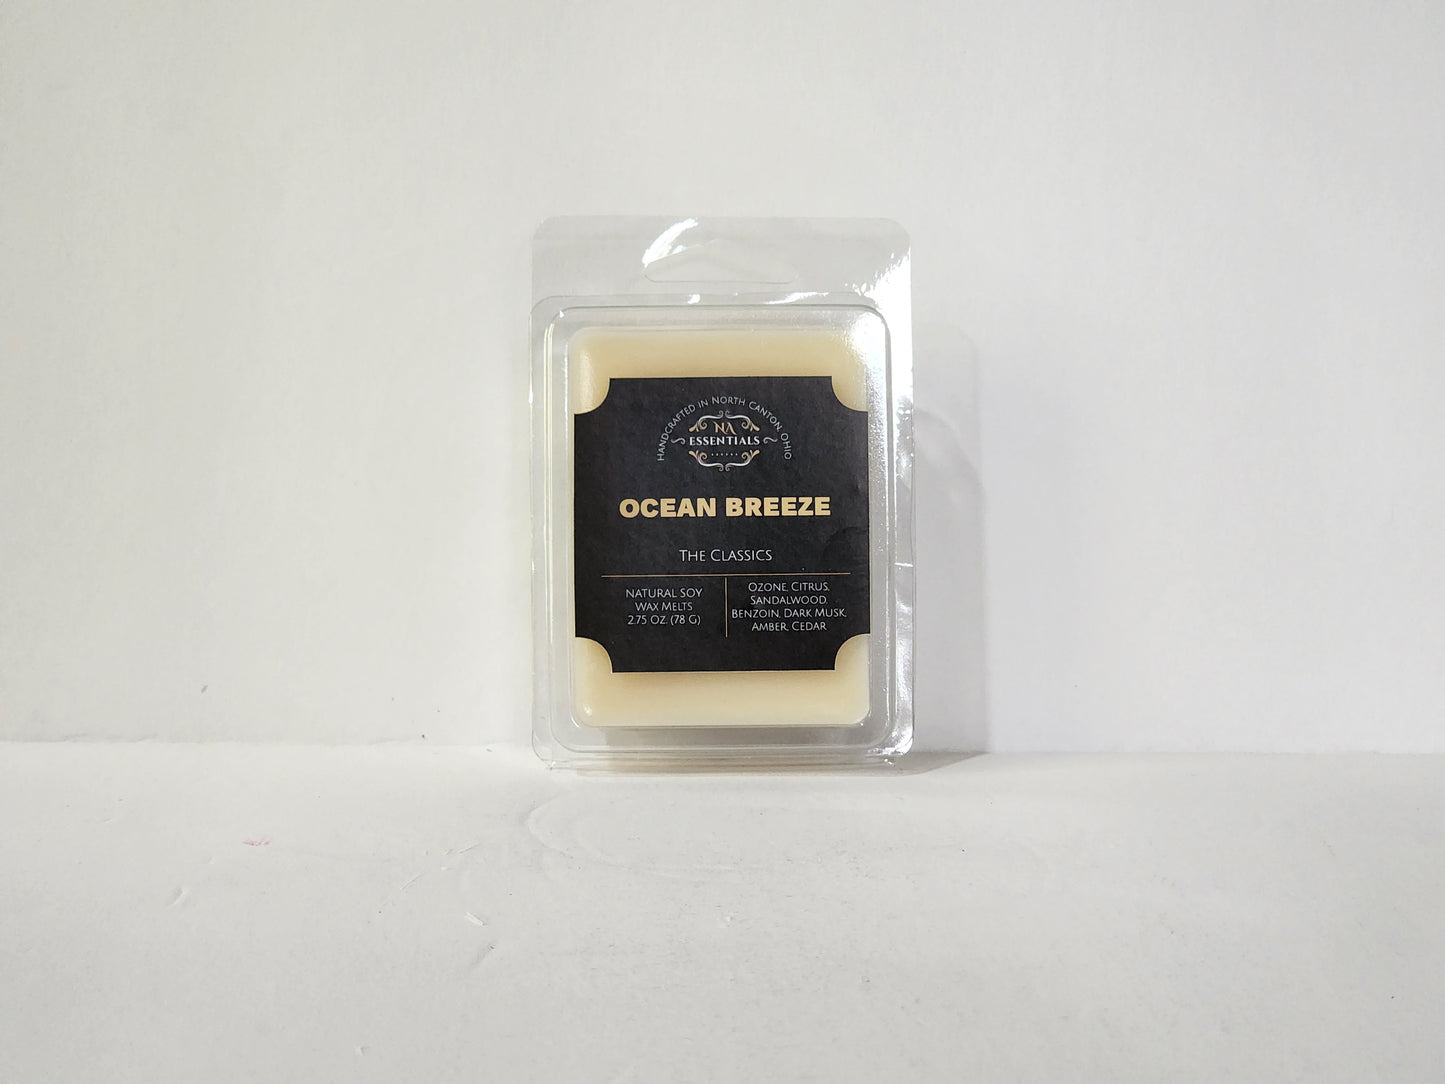 Handcrafted in North Canton, Ohio
NA
ESSENTIALS
OCEAN BREEZE
The Classics
Natural Soy
Wax Melts
2.75 oz. (78 g)
Ozone, Citrus,
Sandalwood,
Benzoin, Dark Musk,
Amber, Cedar